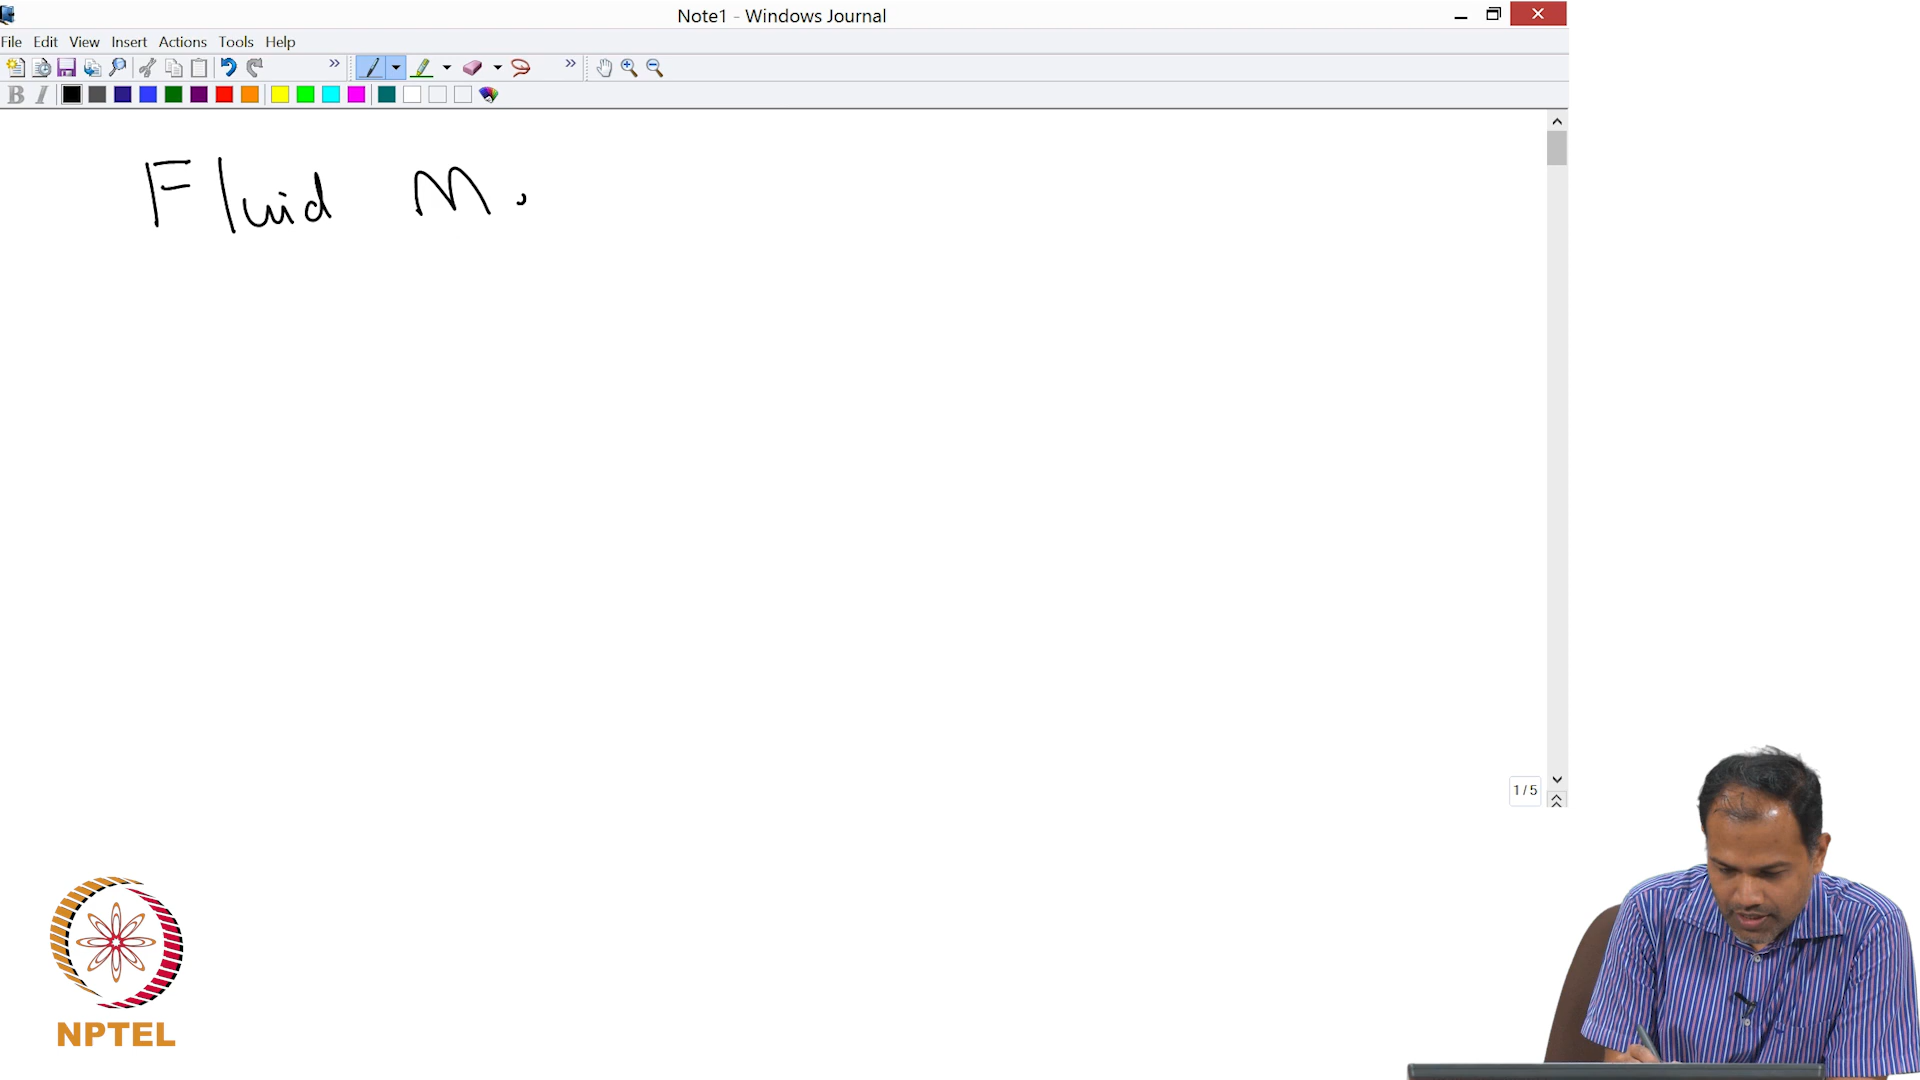 Note1 - Windows Journal
File Edit View Insert Actions Tools Help
B I
Fluid M.
1 / 5
NPTEL